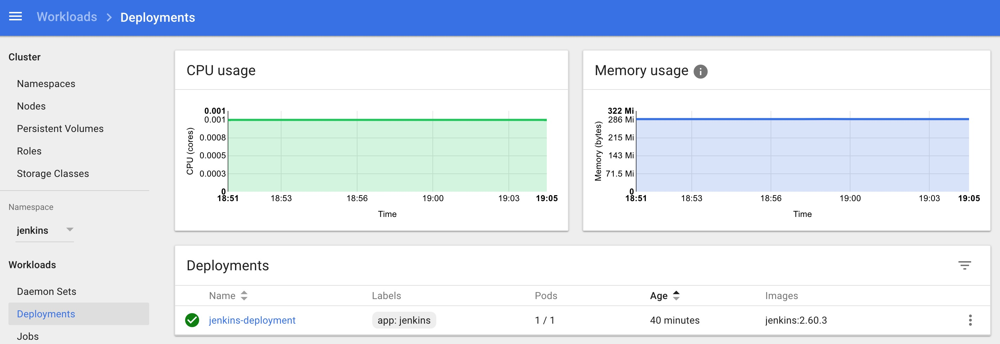 Workloads > Deployments
Cluster
Namespaces
Nodes
Persistent Volumes
Roles
Storage Classes
Namespace
jenkins
Workloads
Daemon Sets
Deployments
Jobs
CPU usage
CPU (cores)
0.001
0.001
0.0008
0.0005
0.0003
0
18:51 18:53 18:56 19:00 19:03 19:05
Time
Memory usage i
Memory (bytes)
322 Mi
286 Mi
215 Mi
143 Mi
71.5 Mi
0
18:51 18:53 18:56 19:00 19:03 19:05
Time
Deployments
Name Labels Pods Age Images
jenkins-deployment app: jenkins 1 / 1 40 minutes jenkins:2.60.3